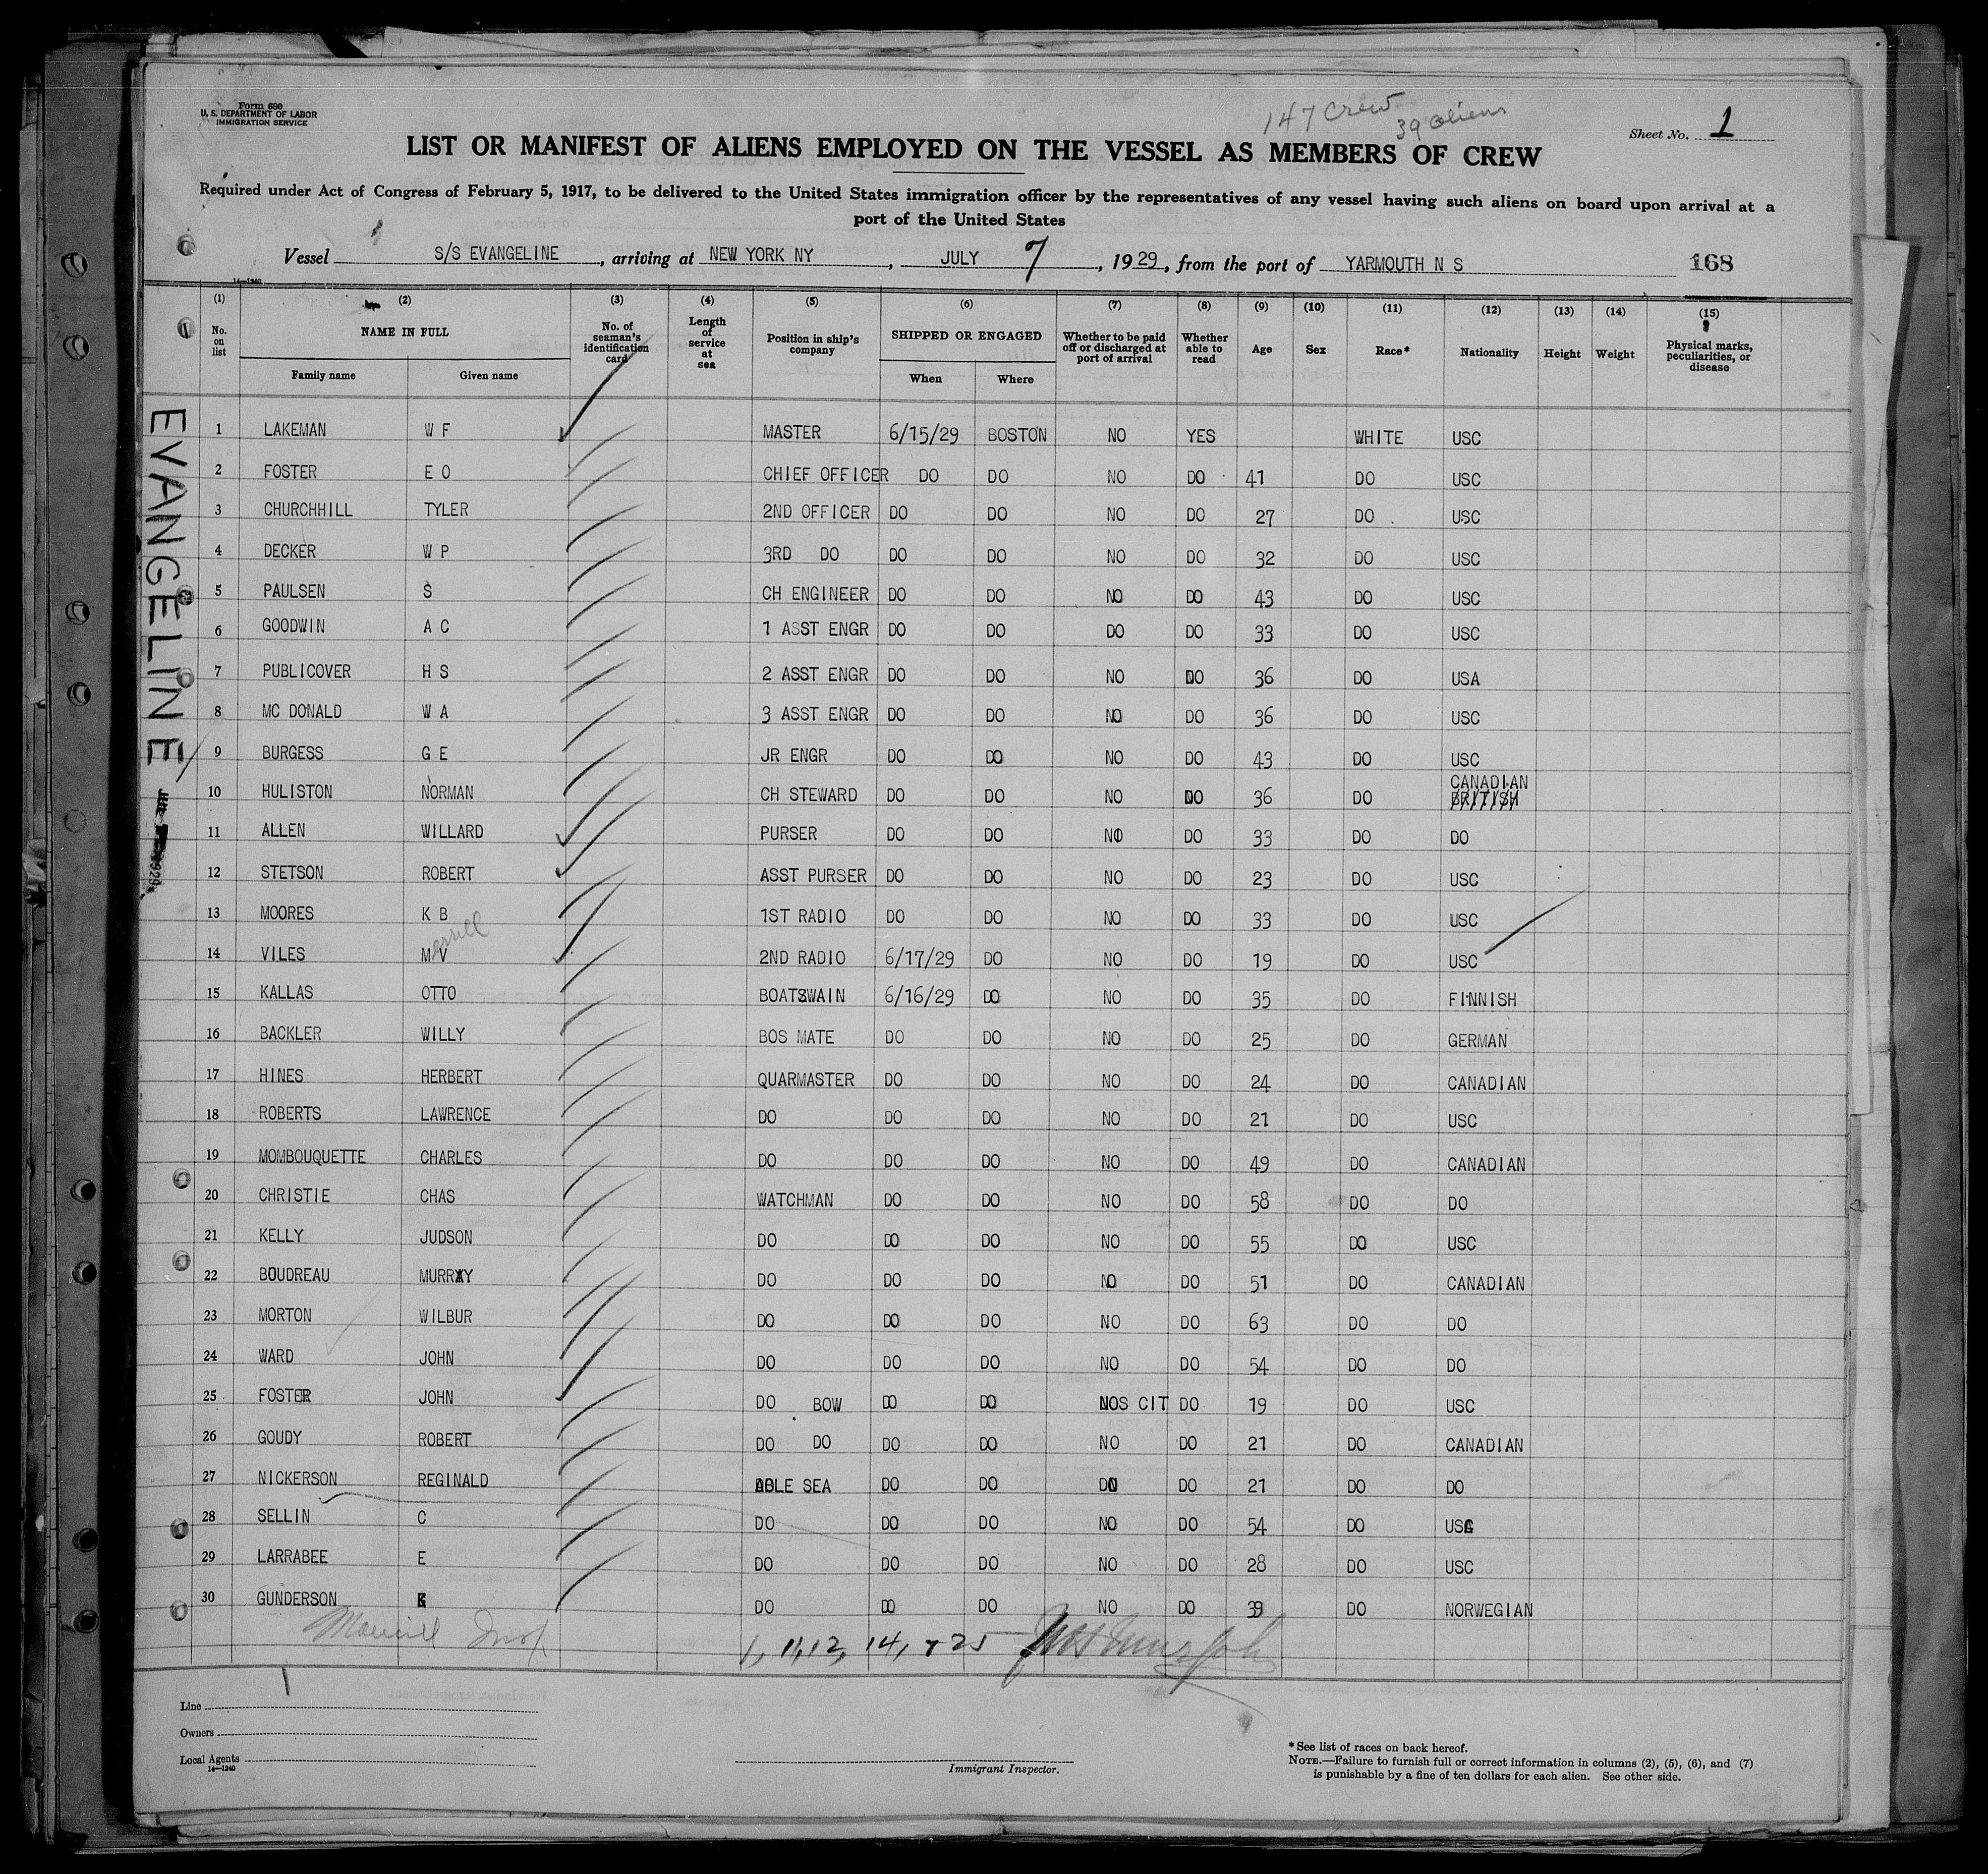 Form 680
U. S. DEPARTMENT OF LABOR
IMMIGRATION SERVICE
147 Crew
39 aliens
Sheet No. 1
LIST OR MANIFEST OF ALIENS EMPLOYED ON THE VESSEL AS MEMBERS OF CREW
Required under Act of Congress of February 5, 1917, to be delivered to the United States immigration officer by the representatives of any vessel having such aliens on board upon arrival at a
port of the United States
Vessel S/S EVANGELINE, arriving at NEW YORK NY, JULY 7, 1929, from the port of YARMOUTH N S 168
14—1240
(1) (2) (3) (4) (5) (6) (7) (8) (9) (10) (11) (12) (13) (14) (15)
No. on list NAME IN FULL No. of seaman's identification card Length of service at sea Position in ship's company SHIPPED OR ENGAGED Whether to be paid off or discharged at port of arrival Whether able to read Age Sex Race* Nationality Height Weight Physical marks, peculiarities, or disease
Family name Given name When Where
EVANGELINE
1 LAKEMAN W F MASTER 6/15/29 BOSTON NO YES WHITE USC
2 FOSTER E O CHIEF OFFICER DO DO NO DO 41 DO USC
3 CHURCHHILL TYLER 2ND OFFICER DO DO NO DO 27 DO USC
4 DECKER W P 3RD DO DO DO NO DO 32 DO USC
5 PAULSEN S CH ENGINEER DO DO NO DO 43 DO USC
6 GOODWIN A C 1 ASST ENGR DO DO DO DO 33 DO USC
7 PUBLICOVER H S 2 ASST ENGR DO DO NO DO 36 DO USA
8 MC DONALD W A 3 ASST ENGR DO DO NO DO 36 DO USC
9 BURGESS G E JR ENGR DO DO NO DO 43 DO USC
10 HULISTON NORMAN CH STEWARD DO DO NO DO 36 DO CANADIAN BRITISH
11 ALLEN WILLARD PURSER DO DO NO DO 33 DO DO
12 STETSON ROBERT ASST PURSER DO DO NO DO 23 DO USC
13 MOORES K B 1ST RADIO DO DO NO DO 33 DO USC
14 VILES M V 2ND RADIO 6/17/29 DO NO DO 19 DO USC
15 KALLAS OTTO BOATSWAIN 6/16/29 DO NO DO 35 DO FINNISH
16 BACKLER WILLY BOS MATE DO DO NO DO 25 DO GERMAN
17 HINES HERBERT QUARMASTER DO DO NO DO 24 DO CANADIAN
18 ROBERTS LAWRENCE DO DO DO NO DO 21 DO USC
19 MOMBOUQUETTE CHARLES DO DO DO NO DO 49 DO CANADIAN
20 CHRISTIE CHAS WATCHMAN DO DO NO DO 58 DO DO
21 KELLY JUDSON DO DO DO NO DO 55 DO USC
22 BOUDREAU MURRAY DO DO DO NO DO 51 DO CANADIAN
23 MORTON WILBUR DO DO DO NO DO 63 DO DO
24 WARD JOHN DO DO DO NO DO 54 DO DO
25 FOSTER JOHN DO BOW DO DO NOS CIT DO 19 DO USC
26 GOUDY ROBERT DO DO DO DO NO DO 21 DO CANADIAN
27 NICKERSON REGINALD ABLE SEA DO DO DO DO 21 DO DO
28 SELLIN C DO DO DO NO DO 54 DO USC
29 LARRABEE E DO DO DO NO DO 28 DO USC
30 GUNDERSON DO DO DO NO DO 39 DO NORWEGIAN
1, 11, 12, 14, + 25
Line
Owners
Local Agents
14—1240
Immigrant Inspector.
*See list of races on back hereof.
NOTE.—Failure to furnish full or correct information in columns (2), (5), (6), and (7)
is punishable by a fine of ten dollars for each alien. See other side.